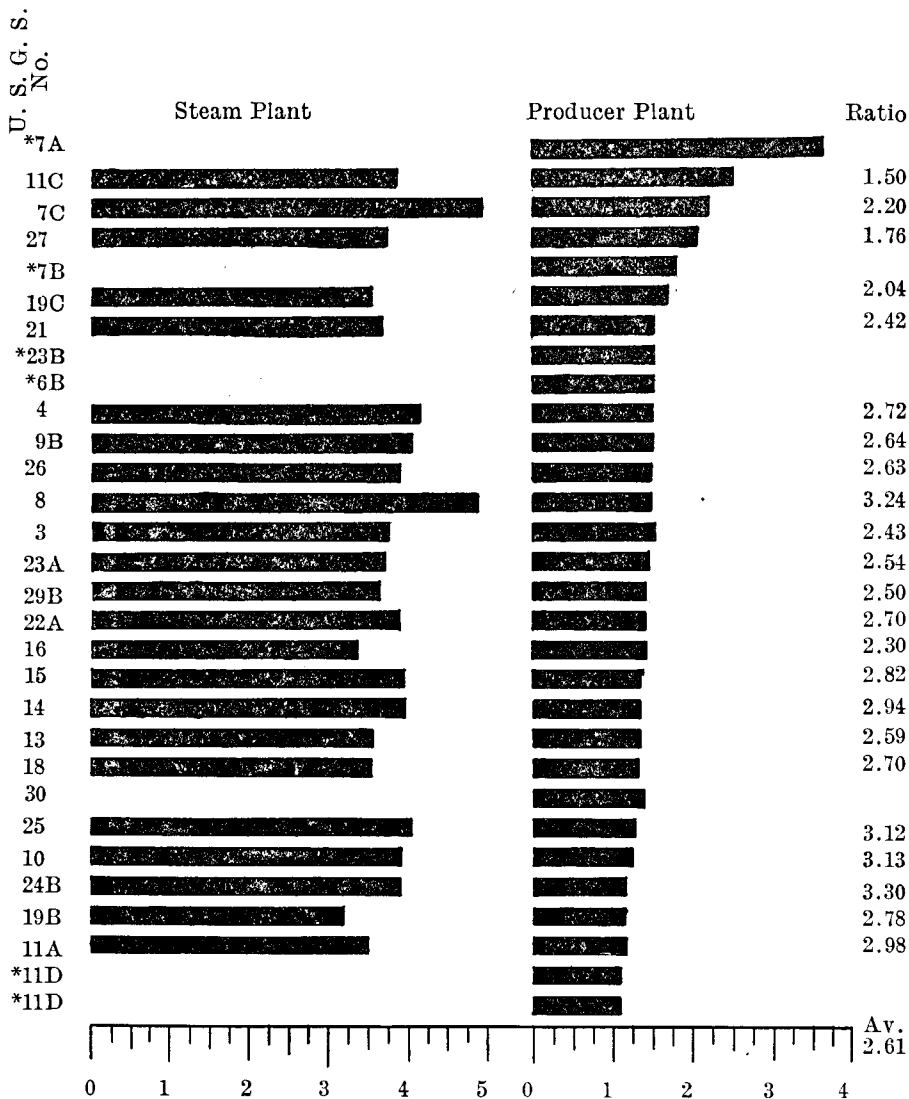 U. S. G. S.
No.
Steam Plant Producer Plant Ratio
*7A
11C 1.50
7C 2.20
27 1.76
*7B
19C 2.04
21 2.42
*23B
*6B
4 2.72
9B 2.64
26 2.63
8 3.24
3 2.43
23A 2.54
29B 2.50
22A 2.70
16 2.30
15 2.82
14 2.94
13 2.59
18 2.70
30
25 3.12
10 3.13
24B 3.30
19B 2.78
11A 2.98
*11D
*11D
Av.
2.61
0 1 2 3 4 5 0 1 2 3 4